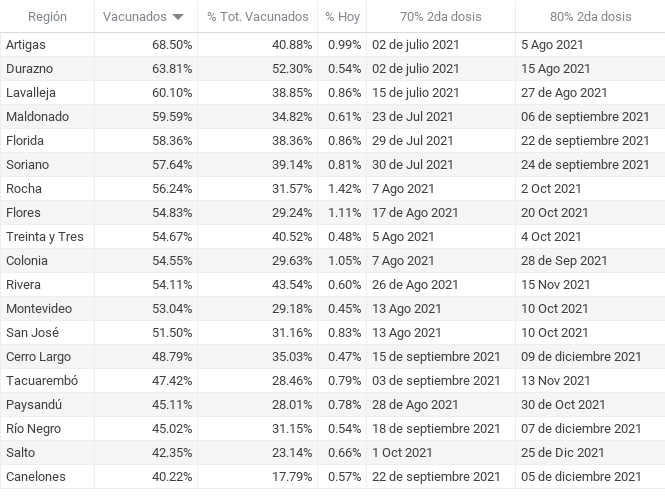 Región Vacunados % Tot. Vacunados % Hoy 70% 2da dosis 80% 2da dosis
Artigas 68.50% 40.88% 0.99% 02 de julio 2021 5 Ago 2021
Durazno 63.81% 52.30% 0.54% 02 de julio 2021 15 Ago 2021
Lavalleja 60.10% 38.85% 0.86% 15 de julio 2021 27 de Ago 2021
Maldonado 59.59% 34.82% 0.61% 23 de Jul 2021 06 de septiembre 2021
Florida 58.36% 38.36% 0.86% 29 de Jul 2021 22 de septiembre 2021
Soriano 57.64% 39.14% 0.81% 30 de Jul 2021 24 de septiembre 2021
Rocha 56.24% 31.57% 1.42% 7 Ago 2021 2 Oct 2021
Flores 54.83% 29.24% 1.11% 17 de Ago 2021 20 Oct 2021
Treinta y Tres 54.67% 40.52% 0.48% 5 Ago 2021 4 Oct 2021
Colonia 54.55% 29.63% 1.05% 7 Ago 2021 28 de Sep 2021
Rivera 54.11% 43.54% 0.60% 26 de Ago 2021 15 Nov 2021
Montevideo 53.04% 29.18% 0.45% 13 Ago 2021 10 Oct 2021
San José 51.50% 31.16% 0.83% 13 Ago 2021 10 Oct 2021
Cerro Largo 48.79% 35.03% 0.47% 15 de septiembre 2021 09 de diciembre 2021
Tacuarembó 47.42% 28.46% 0.79% 03 de septiembre 2021 13 Nov 2021
Paysandú 45.11% 28.01% 0.78% 28 de Ago 2021 30 de Oct 2021
Río Negro 45.02% 31.15% 0.54% 18 de septiembre 2021 07 de diciembre 2021
Salto 42.35% 23.14% 0.66% 1 Oct 2021 25 de Dic 2021
Canelones 40.22% 17.79% 0.57% 22 de septiembre 2021 05 de diciembre 2021